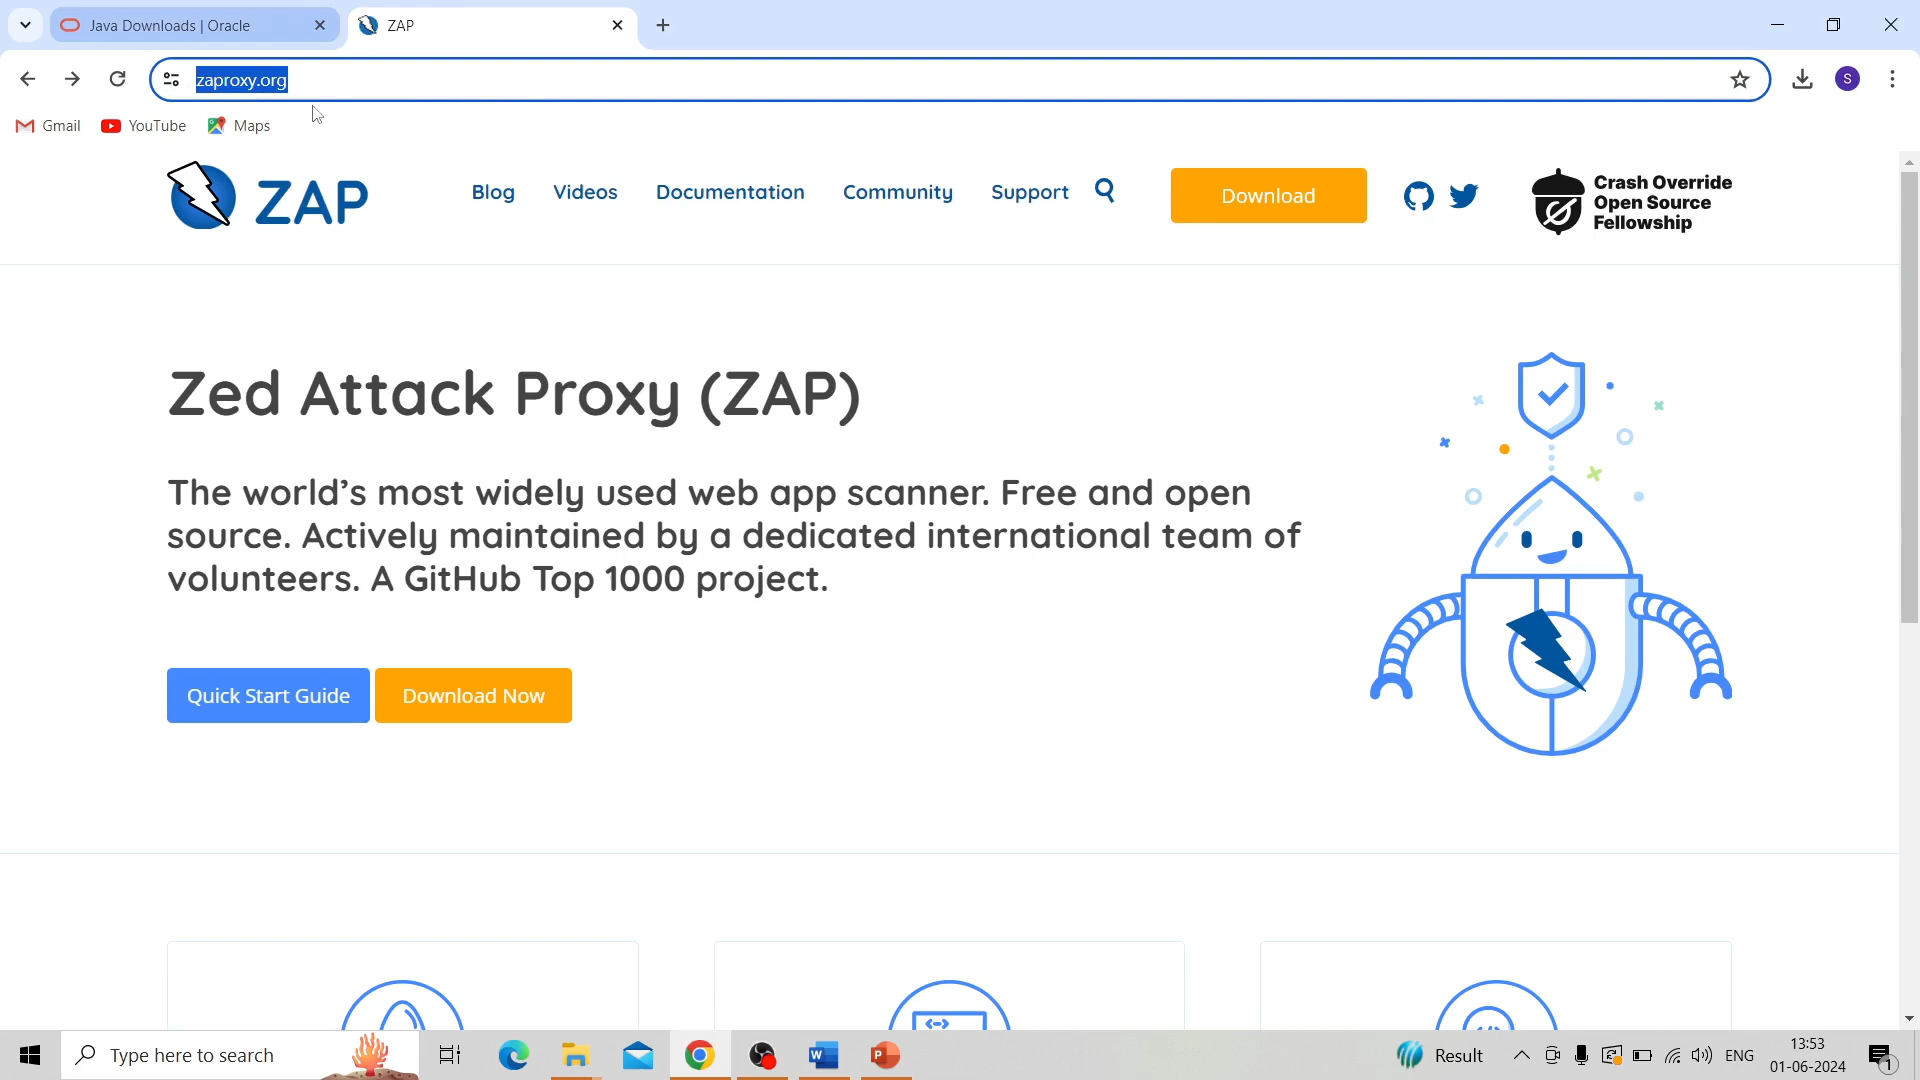 Java Downloads | Oracle
ZAP
zaproxy.org
S
Gmail
YouTube
Maps
ZAP
Blog
Videos
Documentation
Community
Support
Download
Crash Override
Open Source
Fellowship
Zed Attack Proxy (ZAP)
The world's most widely used web app scanner. Free and open
source. Actively maintained by a dedicated international team of
volunteers. A GitHub Top 1000 project.
Quick Start Guide
Download Now
Type here to search
W
P
Result
ENG
13:53
01-06-2024
1